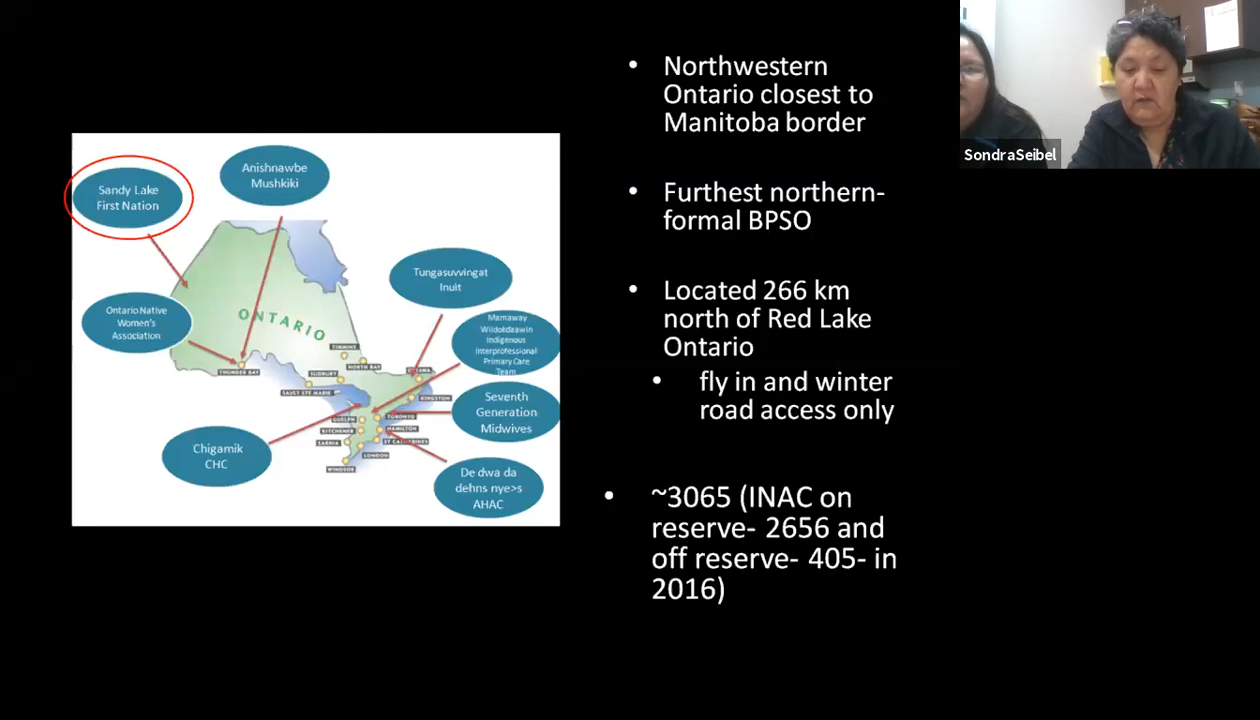 Sandy Lake
First Nation
Anishnawbe
Mushkiki
Tungasuvvingat
Inuit
Ontario Native
Women's
Association
Mamaway
Wiidokdaawin
Indigenous
Interprofessional
Primary Care
Team
Seventh
Generation
Midwives
Chigamik
CHC
De dwa da
dehns nye>s
AHAC
ONTARIO
TIMMINS
NORTH BAY
THUNDER BAY
SUDBURY
OTTAWA
SAULT STE MARIE
KINGSTON
GUELPH
TORONTO
KITCHENER
HAMILTON
SARNIA
ST CATHARINES
LONDON
WINDSOR
• Northwestern
Ontario closest to
Manitoba border
• Furthest northern-
formal BPSO
• Located 266 km
north of Red Lake
Ontario
• fly in and winter
road access only
• ~3065 (INAC on
reserve- 2656 and
off reserve- 405- in
2016)
SondraSeibel